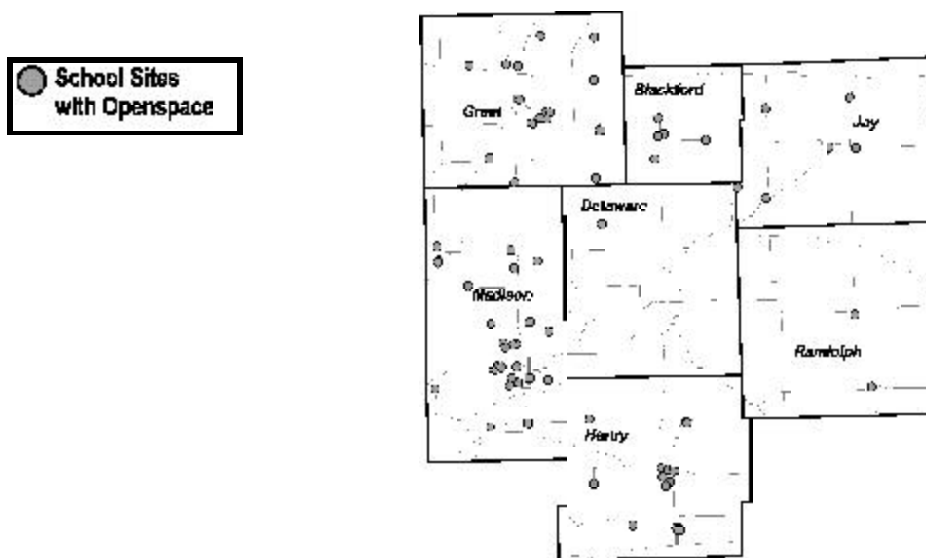 School Sites
with Openspace
Blackford
Grant
Jay
Delaware
Madison
Randolph
Henry